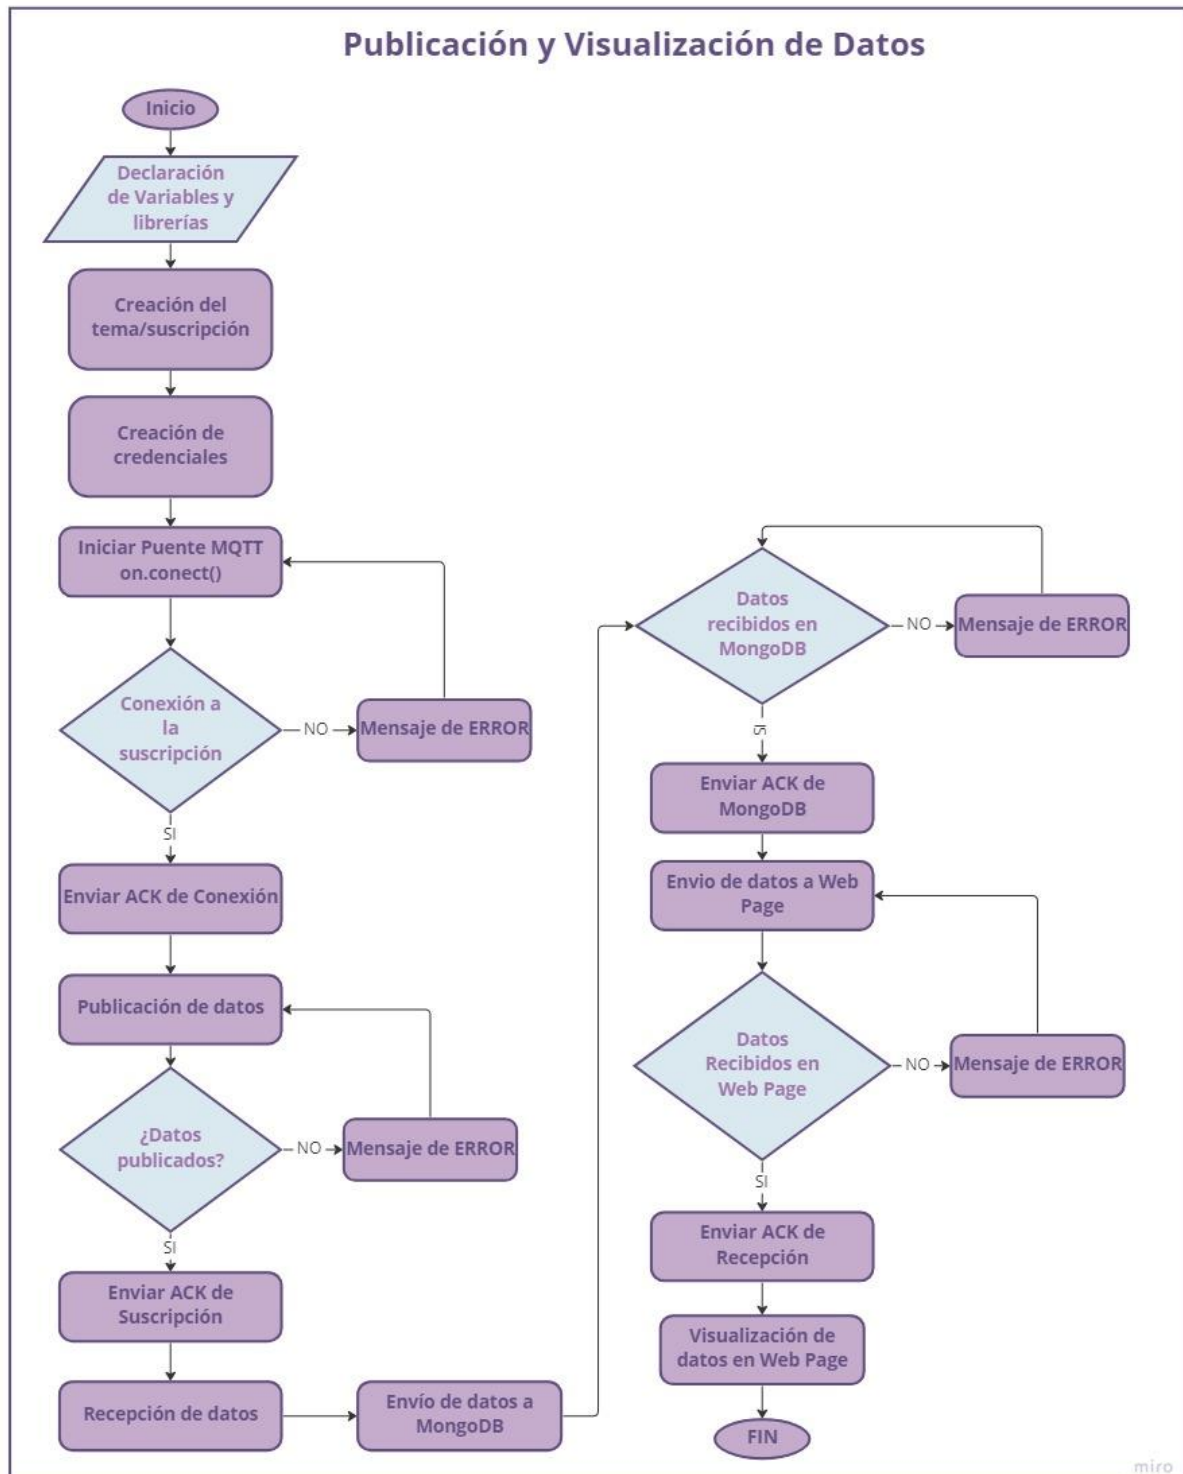 Publicación y Visualización de Datos
Inicio
Declaración
de Variables y
librerías
Creación del
tema/suscripción
Creación de
credenciales
Iniciar Puente MQTT
on.conect()
Conexión a
la
suscripción
NO
Mensaje de ERROR
SI
Enviar ACK de Conexión
Publicación de datos
¿Datos
publicados?
NO
Mensaje de ERROR
SI
Enviar ACK de
Suscripción
Recepción de datos
Envío de datos a
MongoDB
Datos
recibidos en
MongoDB
NO
Mensaje de ERROR
SI
Enviar ACK de
MongoDB
Envio de datos a Web
Page
Datos
Recibidos en
Web Page
NO
Mensaje de ERROR
SI
Enviar ACK de
Recepción
Visualización de
datos en Web Page
FIN
miro